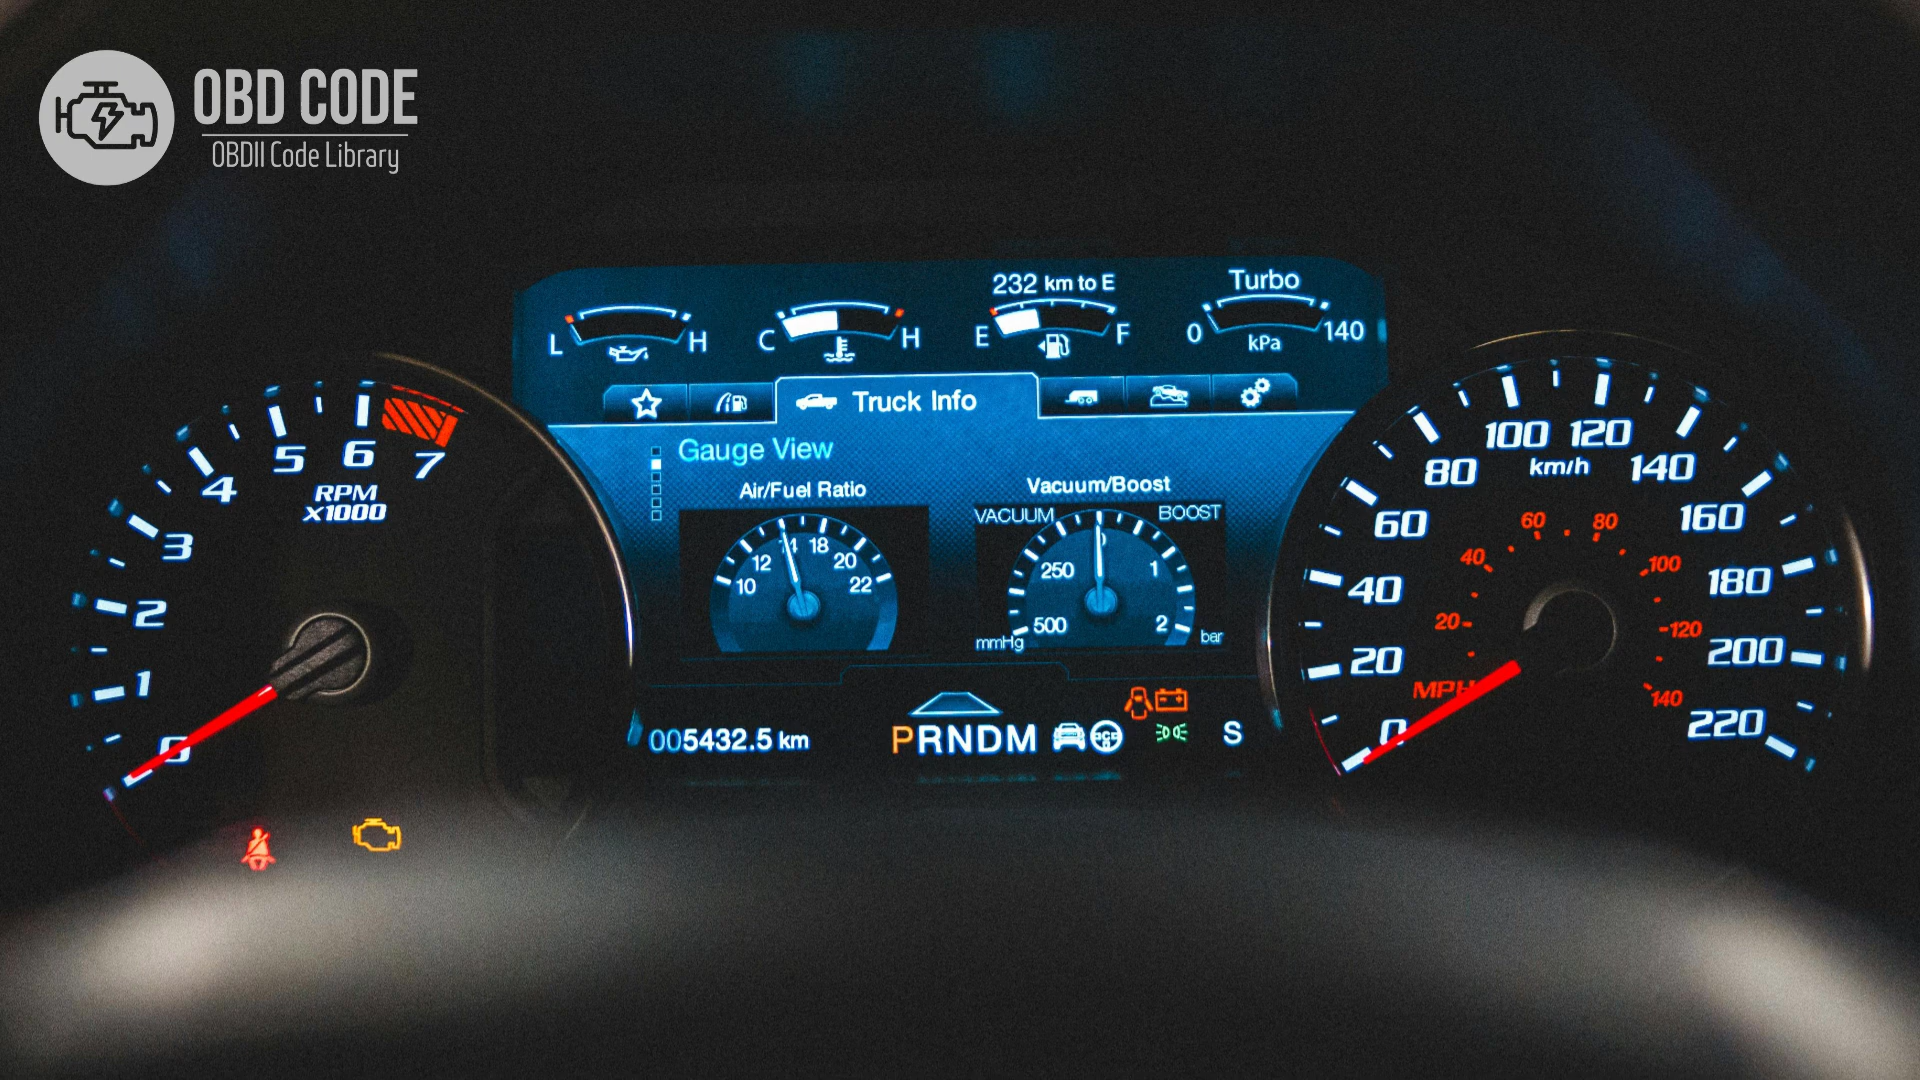 OBD CODE
OBDII Code Library
232 km to E
Turbo
L H
C H
E F
0 140
kPa
Truck Info
Gauge View
Air/Fuel Ratio
10 12 14 18 20 22
Vacuum/Boost
VACUUM BOOST
250 0 1
500 2
mmHg bar
0 1 2 3 4 5 6 7
RPM
X1000
0 20 40 60 80 100 120 140 160 180 200 220
km/h
20 40 60 80 100 120 140
MPH
005432.5 km
PRNDM
S